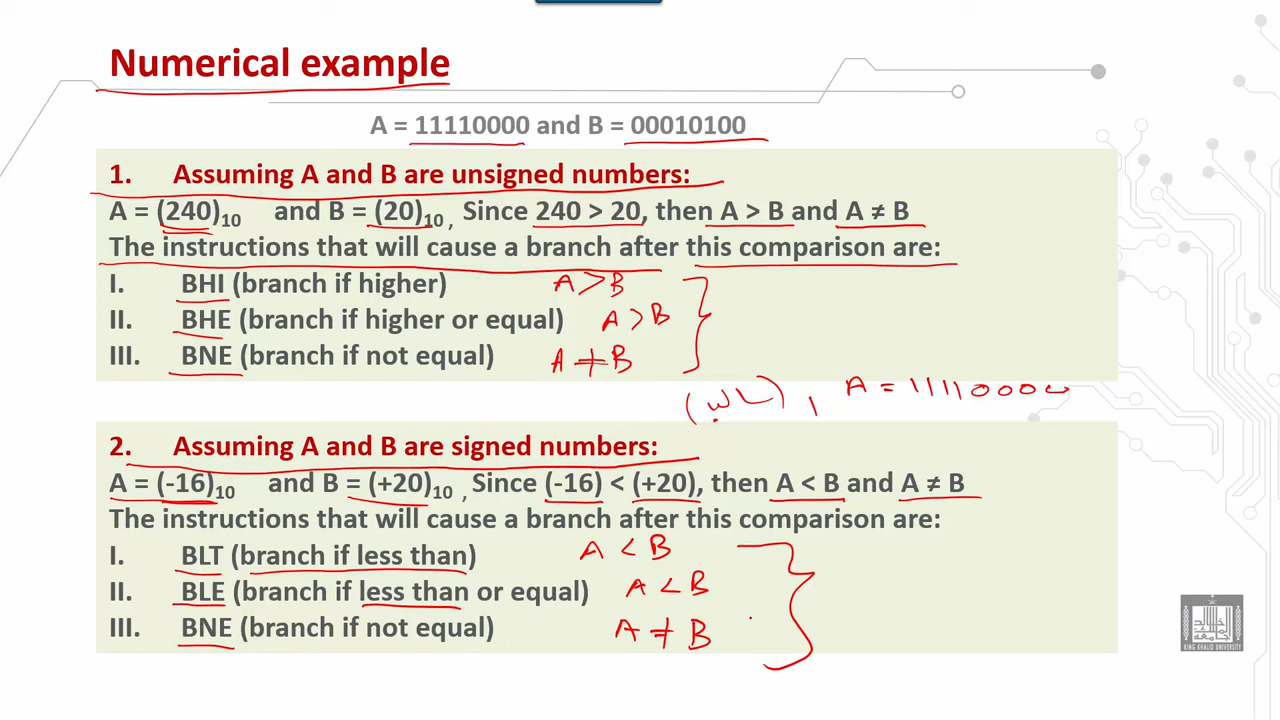 Numerical example
A = 11110000 and B = 00010100
1. Assuming A and B are unsigned numbers:
A = (240)₁₀ and B = (20)₁₀, Since 240 > 20, then A > B and A ≠ B
The instructions that will cause a branch after this comparison are:
I. BHI (branch if higher) A > B
II. BHE (branch if higher or equal) A > B
III. BNE (branch if not equal) A ≠ B
, A = 11110000
2. Assuming A and B are signed numbers:
A = (-16)₁₀ and B = (+20)₁₀, Since (-16) < (+20), then A < B and A ≠ B
The instructions that will cause a branch after this comparison are:
I. BLT (branch if less than) A < B
II. BLE (branch if less than or equal) A < B
III. BNE (branch if not equal) A ≠ B
KING KHALID UNIVERSITY